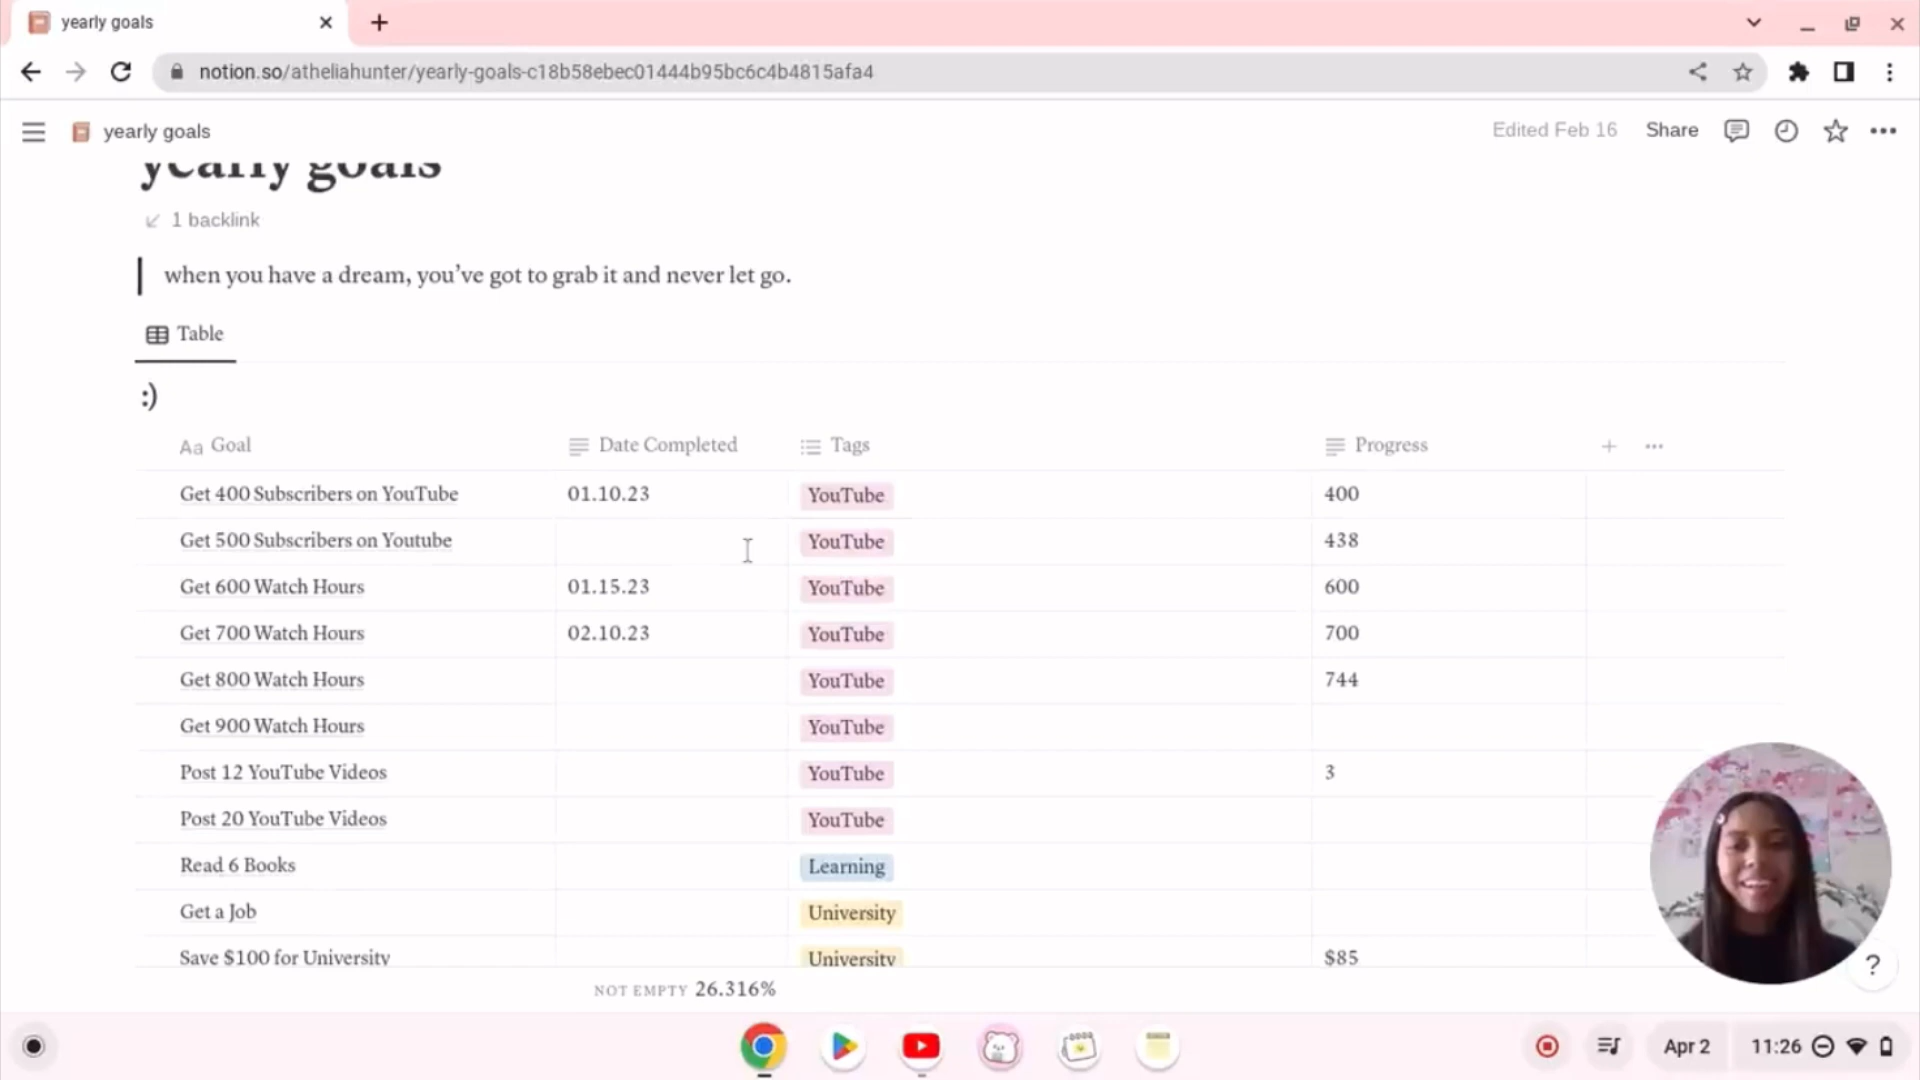 yearly goals
notion.so/atheliahunter/yearly-goals-c18b58ebec01444b95bc6c4b4815afa4
yearly goals
Edited Feb 16 Share
yearly goals
1 backlink
when you have a dream, you’ve got to grab it and never let go.
Table
:)
Aa Goal Date Completed Tags Progress
Get 400 Subscribers on YouTube 01.10.23 YouTube 400
Get 500 Subscribers on Youtube YouTube 438
Get 600 Watch Hours 01.15.23 YouTube 600
Get 700 Watch Hours 02.10.23 YouTube 700
Get 800 Watch Hours YouTube 744
Get 900 Watch Hours YouTube
Post 12 YouTube Videos YouTube 3
Post 20 YouTube Videos YouTube
Read 6 Books Learning
Get a Job University
Save $100 for University University $85
NOT EMPTY 26.316%
?
Apr 2 11:26